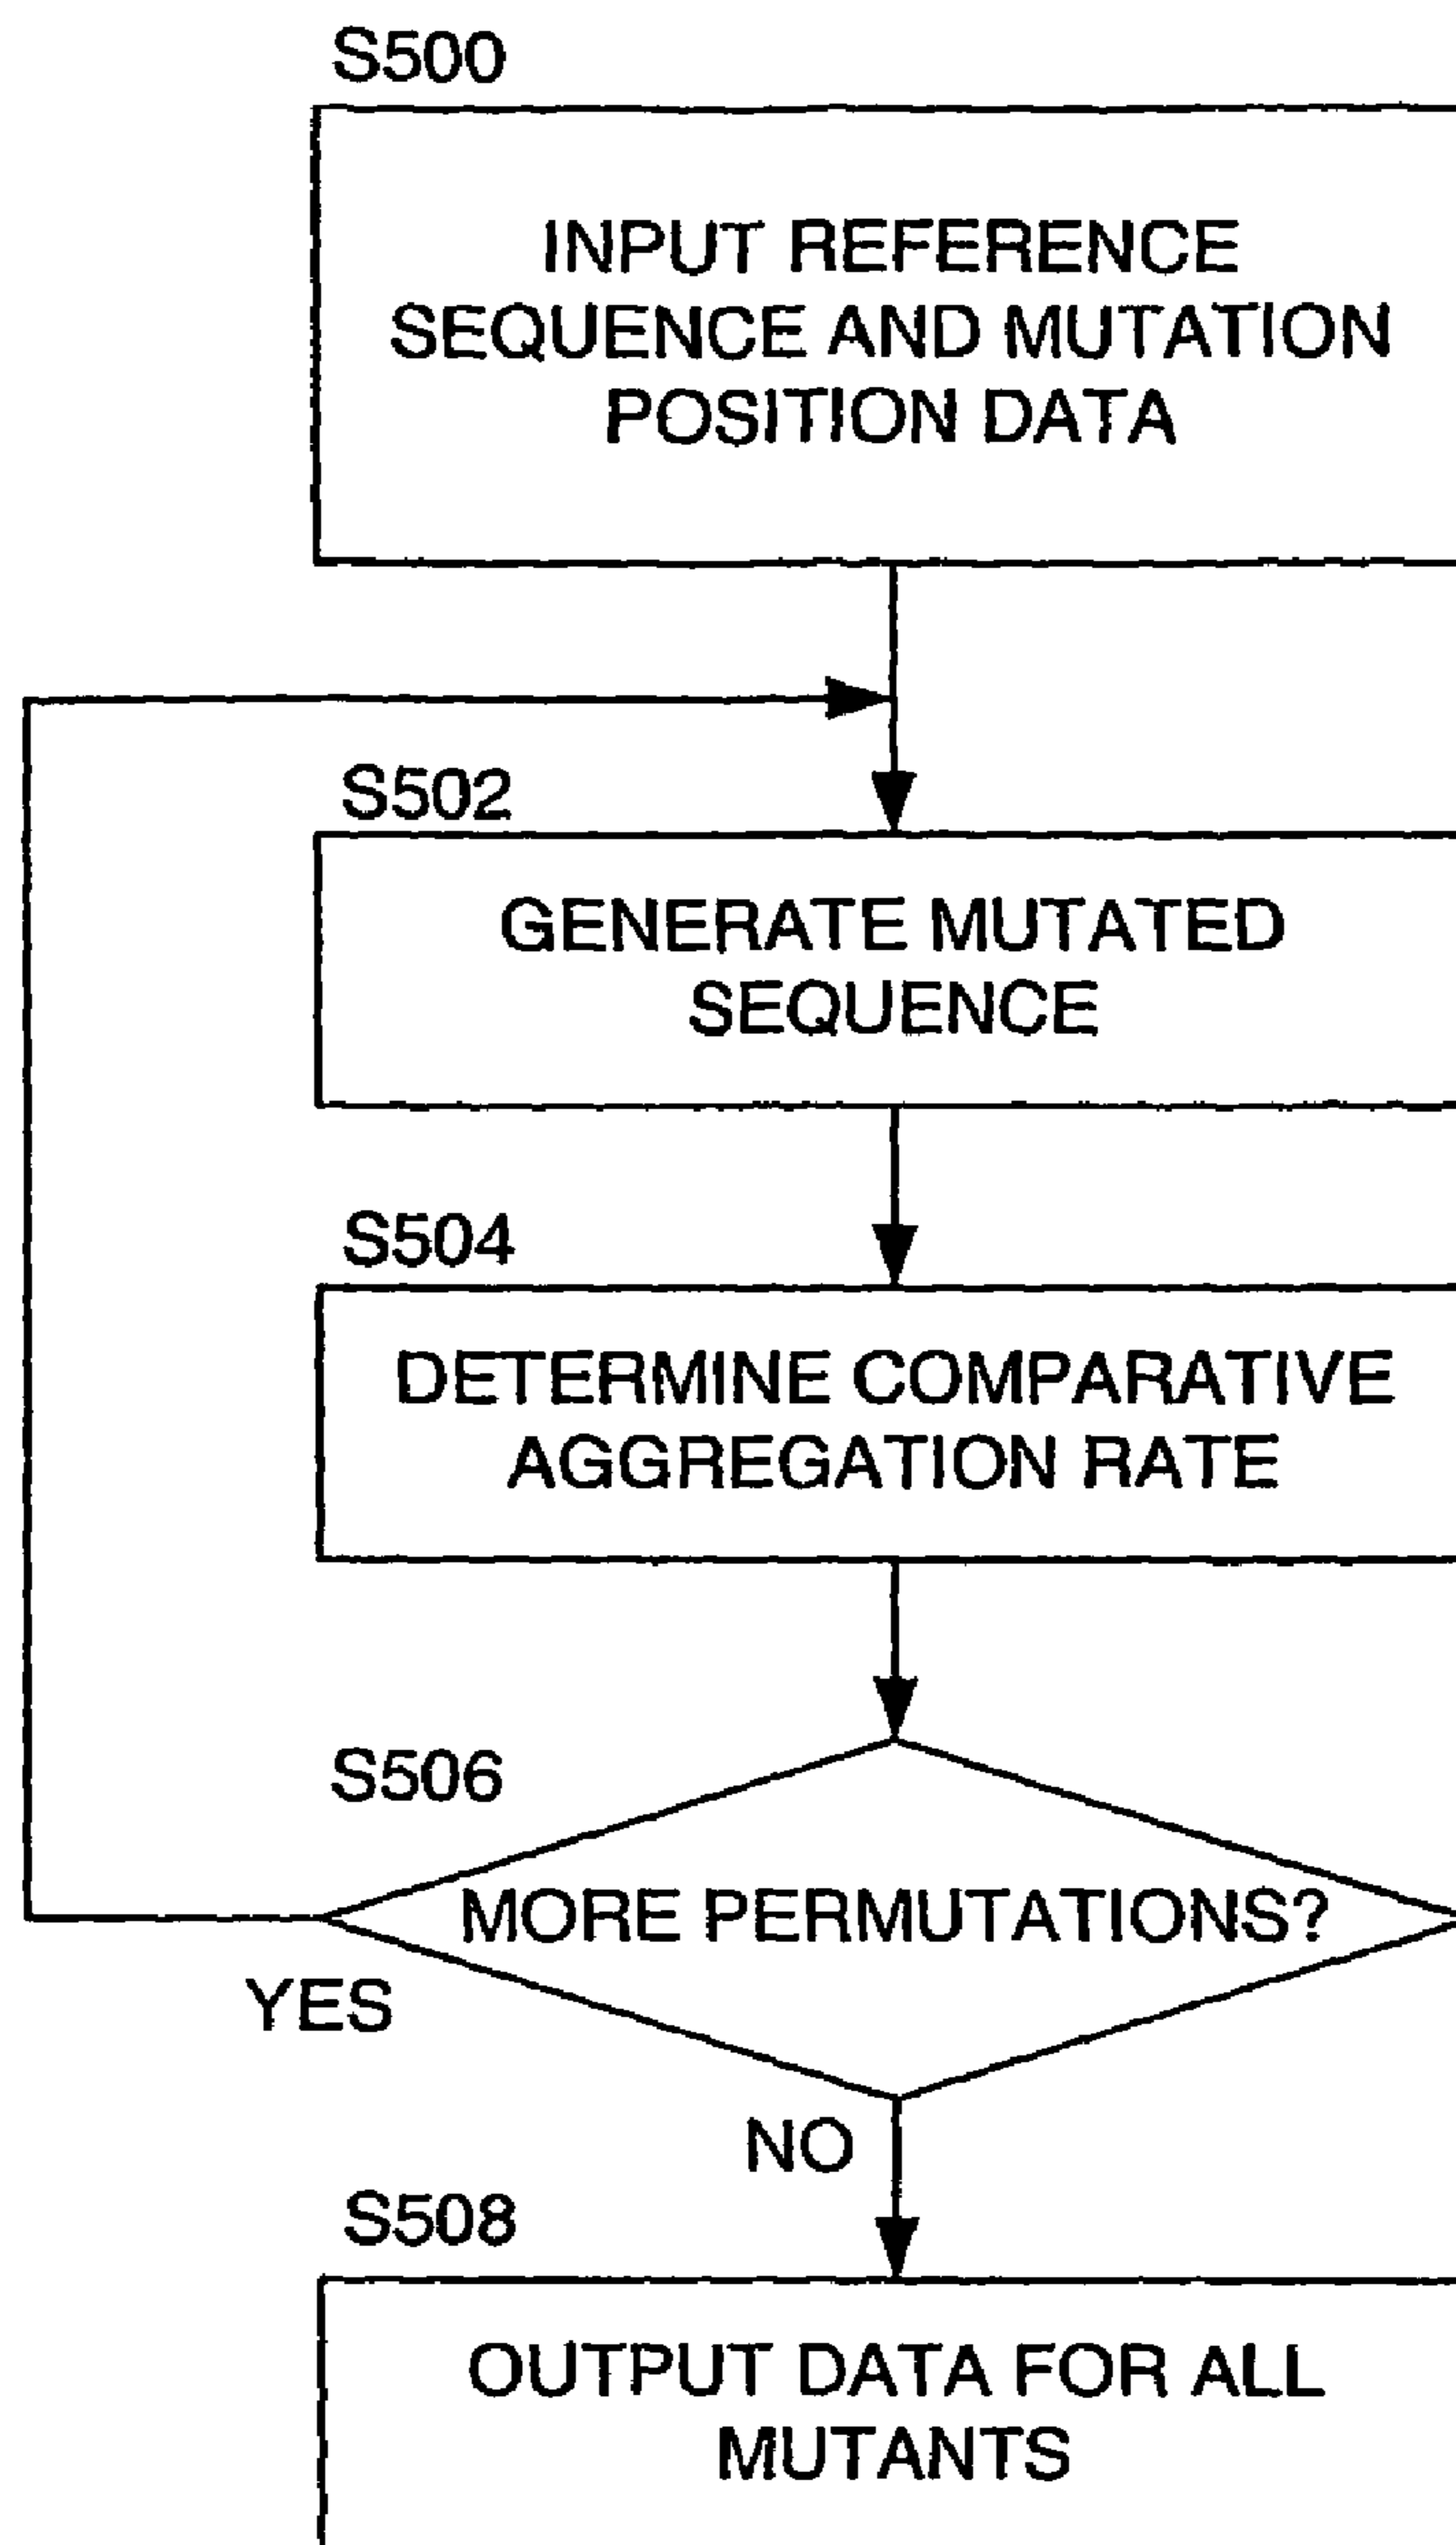 S500
INPUT REFERENCE
SEQUENCE AND MUTATION
POSITION DATA
S502
GENERATE MUTATED
SEQUENCE
S504
DETERMINE COMPARATIVE
AGGREGATION RATE
S506
MORE PERMUTATIONS?
YES
NO
S508
OUTPUT DATA FOR ALL
MUTANTS